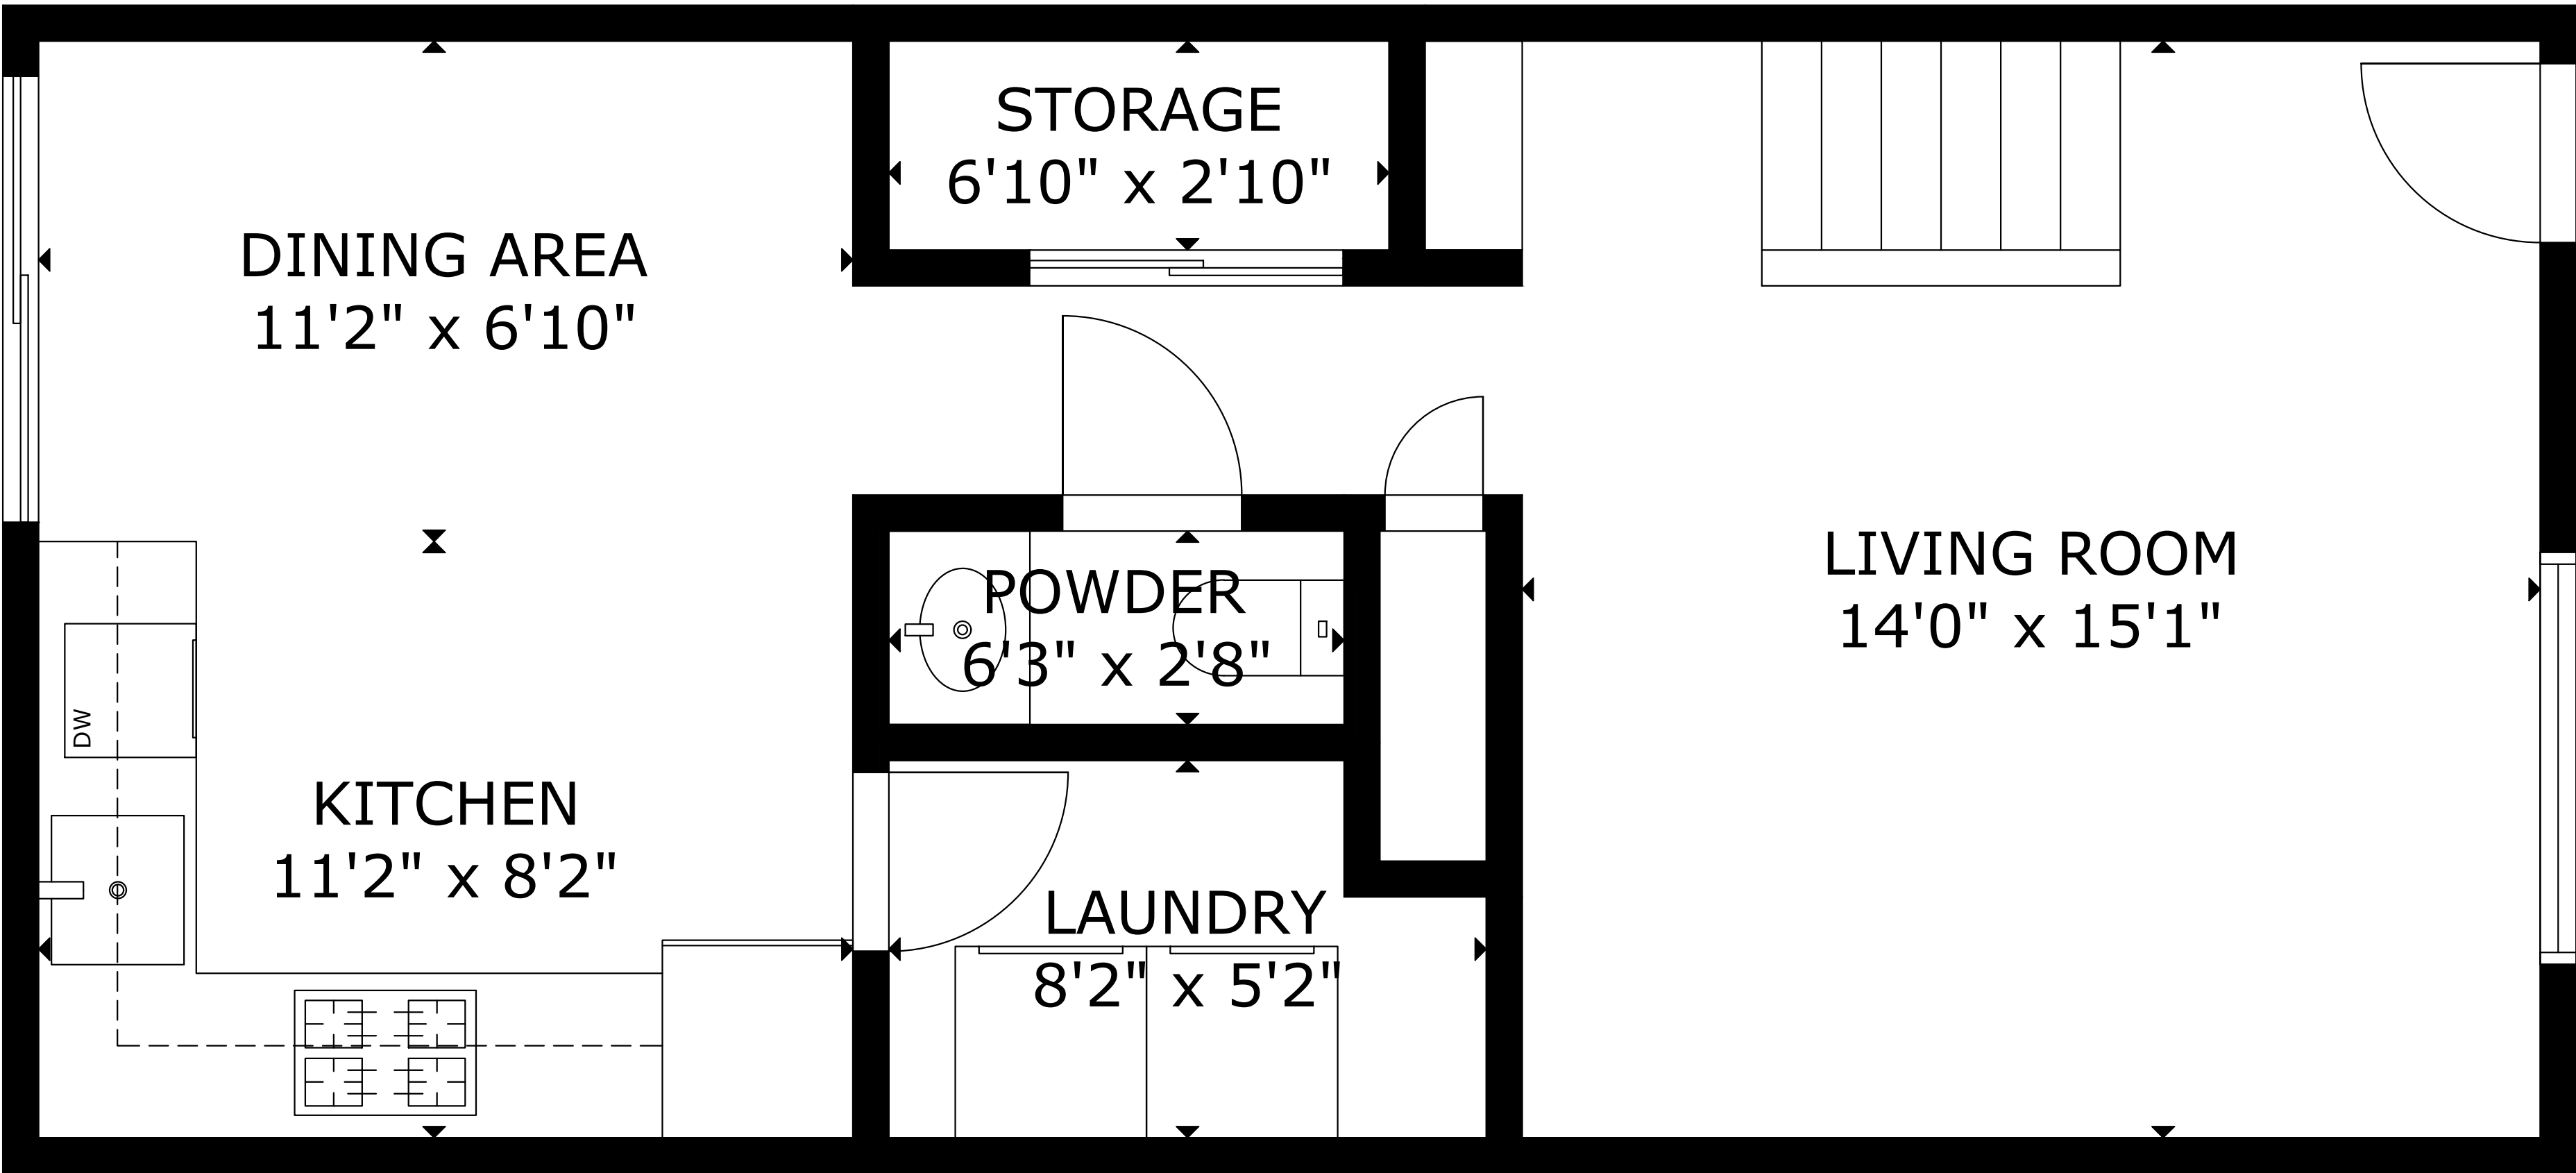 STORAGE
6'10" x 2'10"
DINING AREA
11'2" x 6'10"
LIVING ROOM
14'0" x 15'1"
POWDER
6'3" x 2'8"
DW
KITCHEN
11'2" x 8'2"
LAUNDRY
8'2" x 5'2"